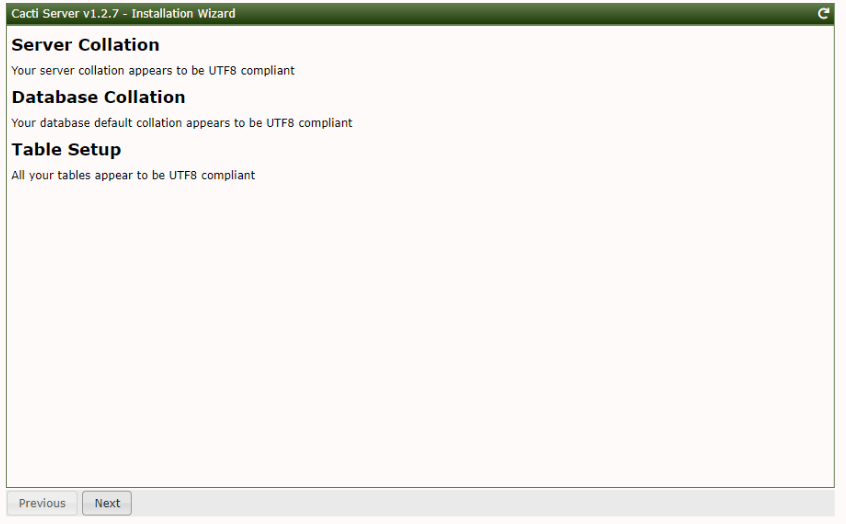 Cacti Server v1.2.7 - Installation Wizard
Server Collation
Your server collation appears to be UTF8 compliant
Database Collation
Your database default collation appears to be UTF8 compliant
Table Setup
All your tables appear to be UTF8 compliant
Previous Next